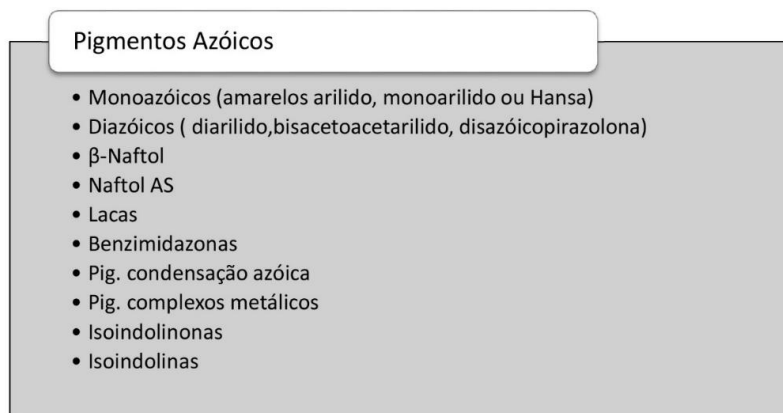 Pigmentos Azóicos
• Monoazóicos (amarelos arilido, monoarilido ou Hansa)
• Diazóicos ( diarilido,bisacetoacetarilido, disazóicopirazolona)
• β-Naftol
• Naftol AS
• Lacas
• Benzimidazonas
• Pig. condensação azóica
• Pig. complexos metálicos
• Isoindolinonas
• Isoindolinas